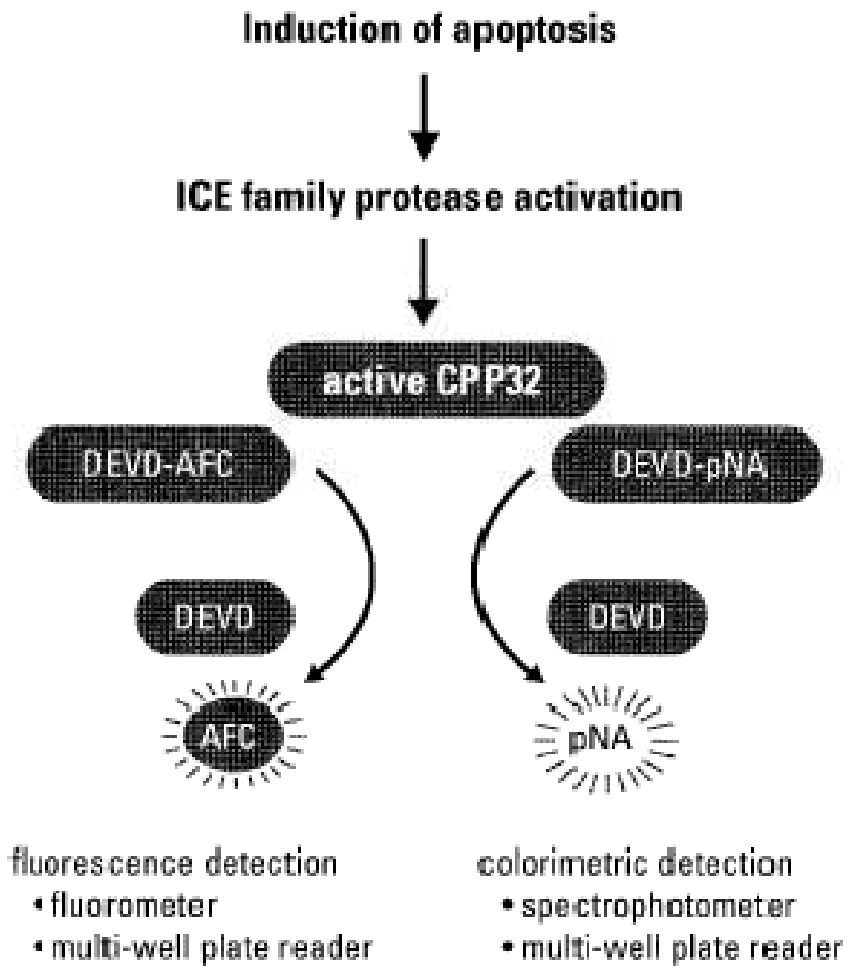 Induction of apoptosis
ICE family protease activation
active CPP32
DEVD-AFC
DEVD-pNA
DEVD
DEVD
AFC
pNA
fluorescence detection
• fluorometer
• multi-well plate reader
colorimetric detection
• spectrophotometer
• multi-well plate reader